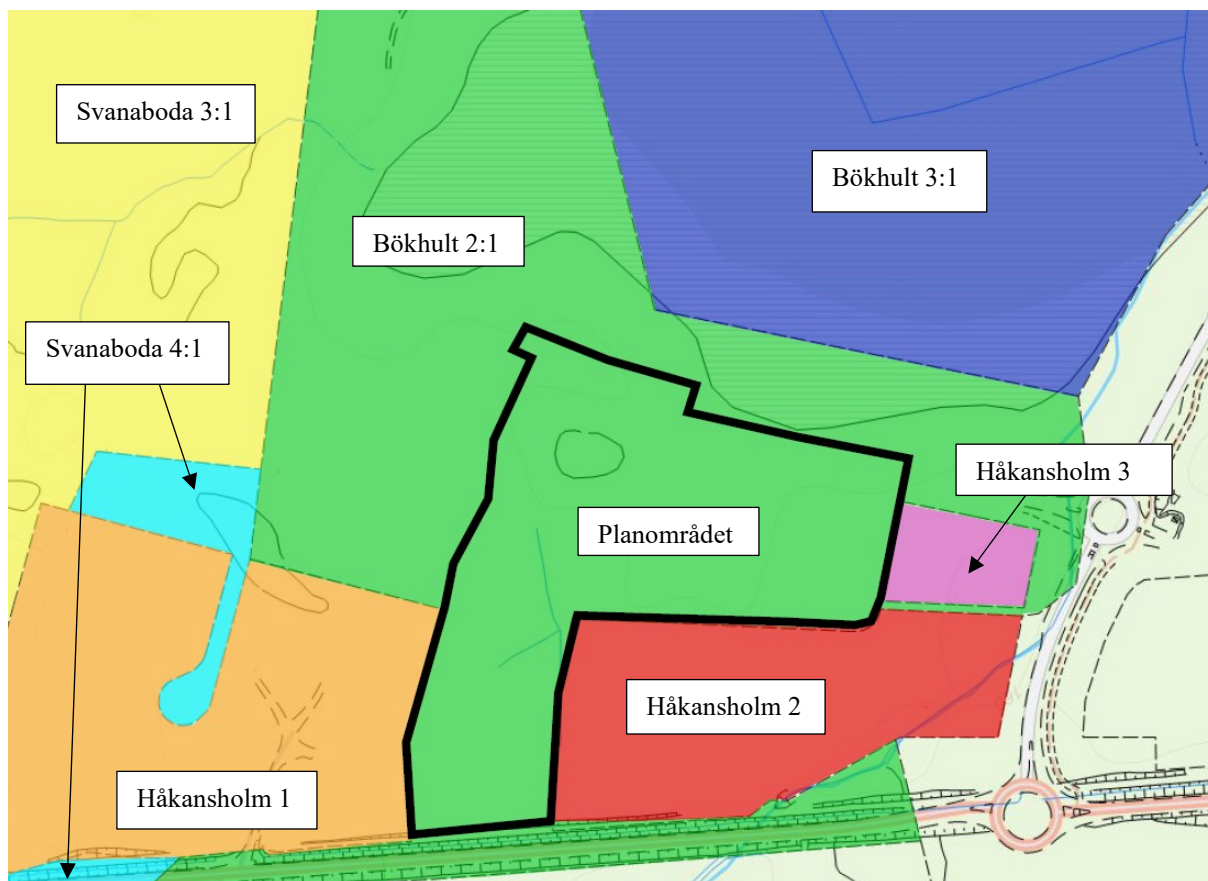 Svanaboda 3:1
Bökhult 3:1
Bökhult 2:1
Svanaboda 4:1
Håkansholm 3
Planområdet
Håkansholm 2
Håkansholm 1